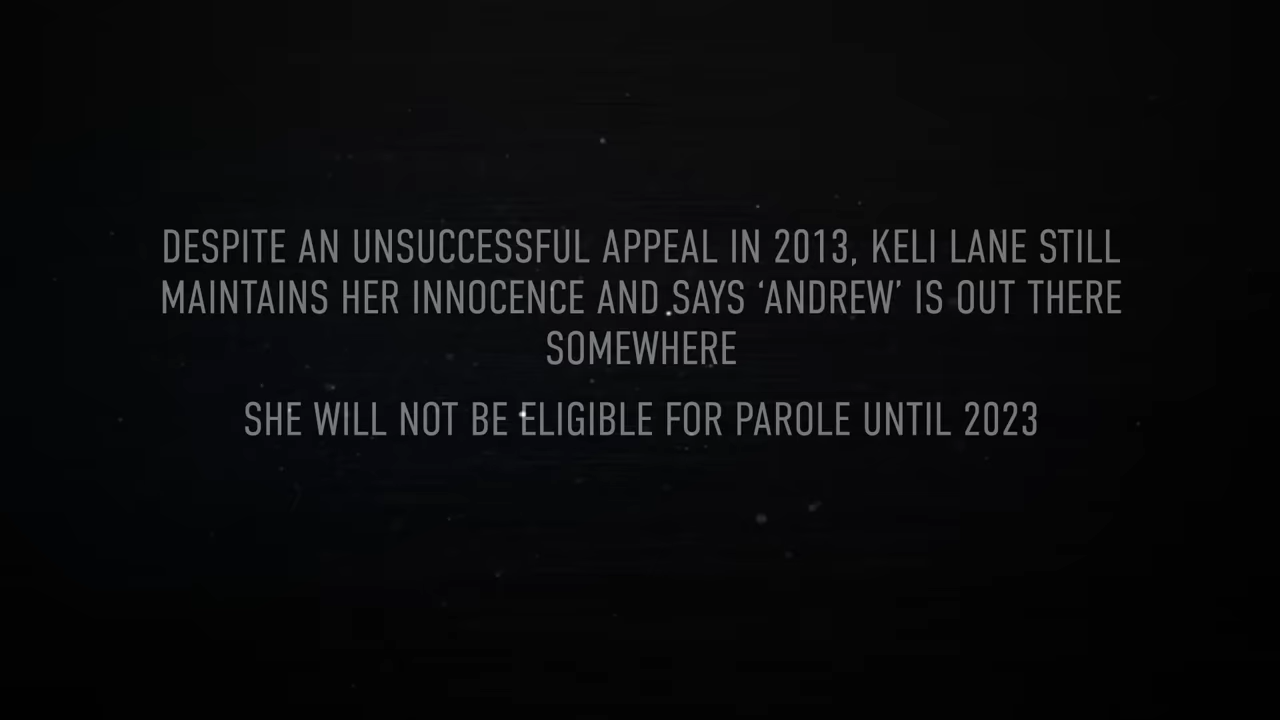 DESPITE AN UNSUCCESSFUL APPEAL IN 2013, KELI LANE STILL
MAINTAINS HER INNOCENCE AND SAYS ‘ANDREW’ IS OUT THERE
SOMEWHERE
SHE WILL NOT BE ELIGIBLE FOR PAROLE UNTIL 2023